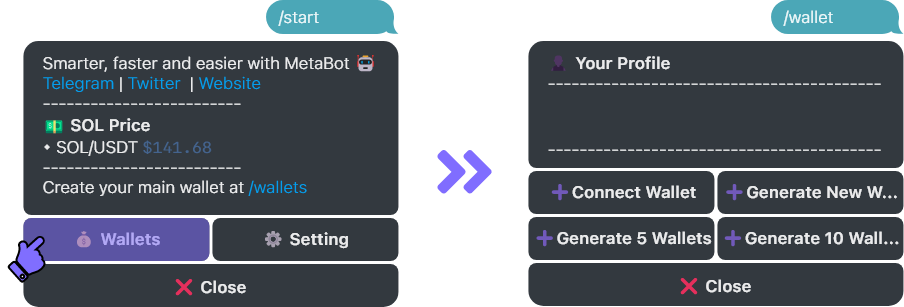 /start
Smarter, faster and easier with MetaBot
Telegram | Twitter | Website
-------------------------
SOL Price
• SOL/USDT $141.68
-------------------------
Create your main wallet at /wallets
Wallets
Setting
Close
/wallet
Your Profile
------------------------------------------
------------------------------------------
Connect Wallet
Generate New W...
Generate 5 Wallets
Generate 10 Wall...
Close